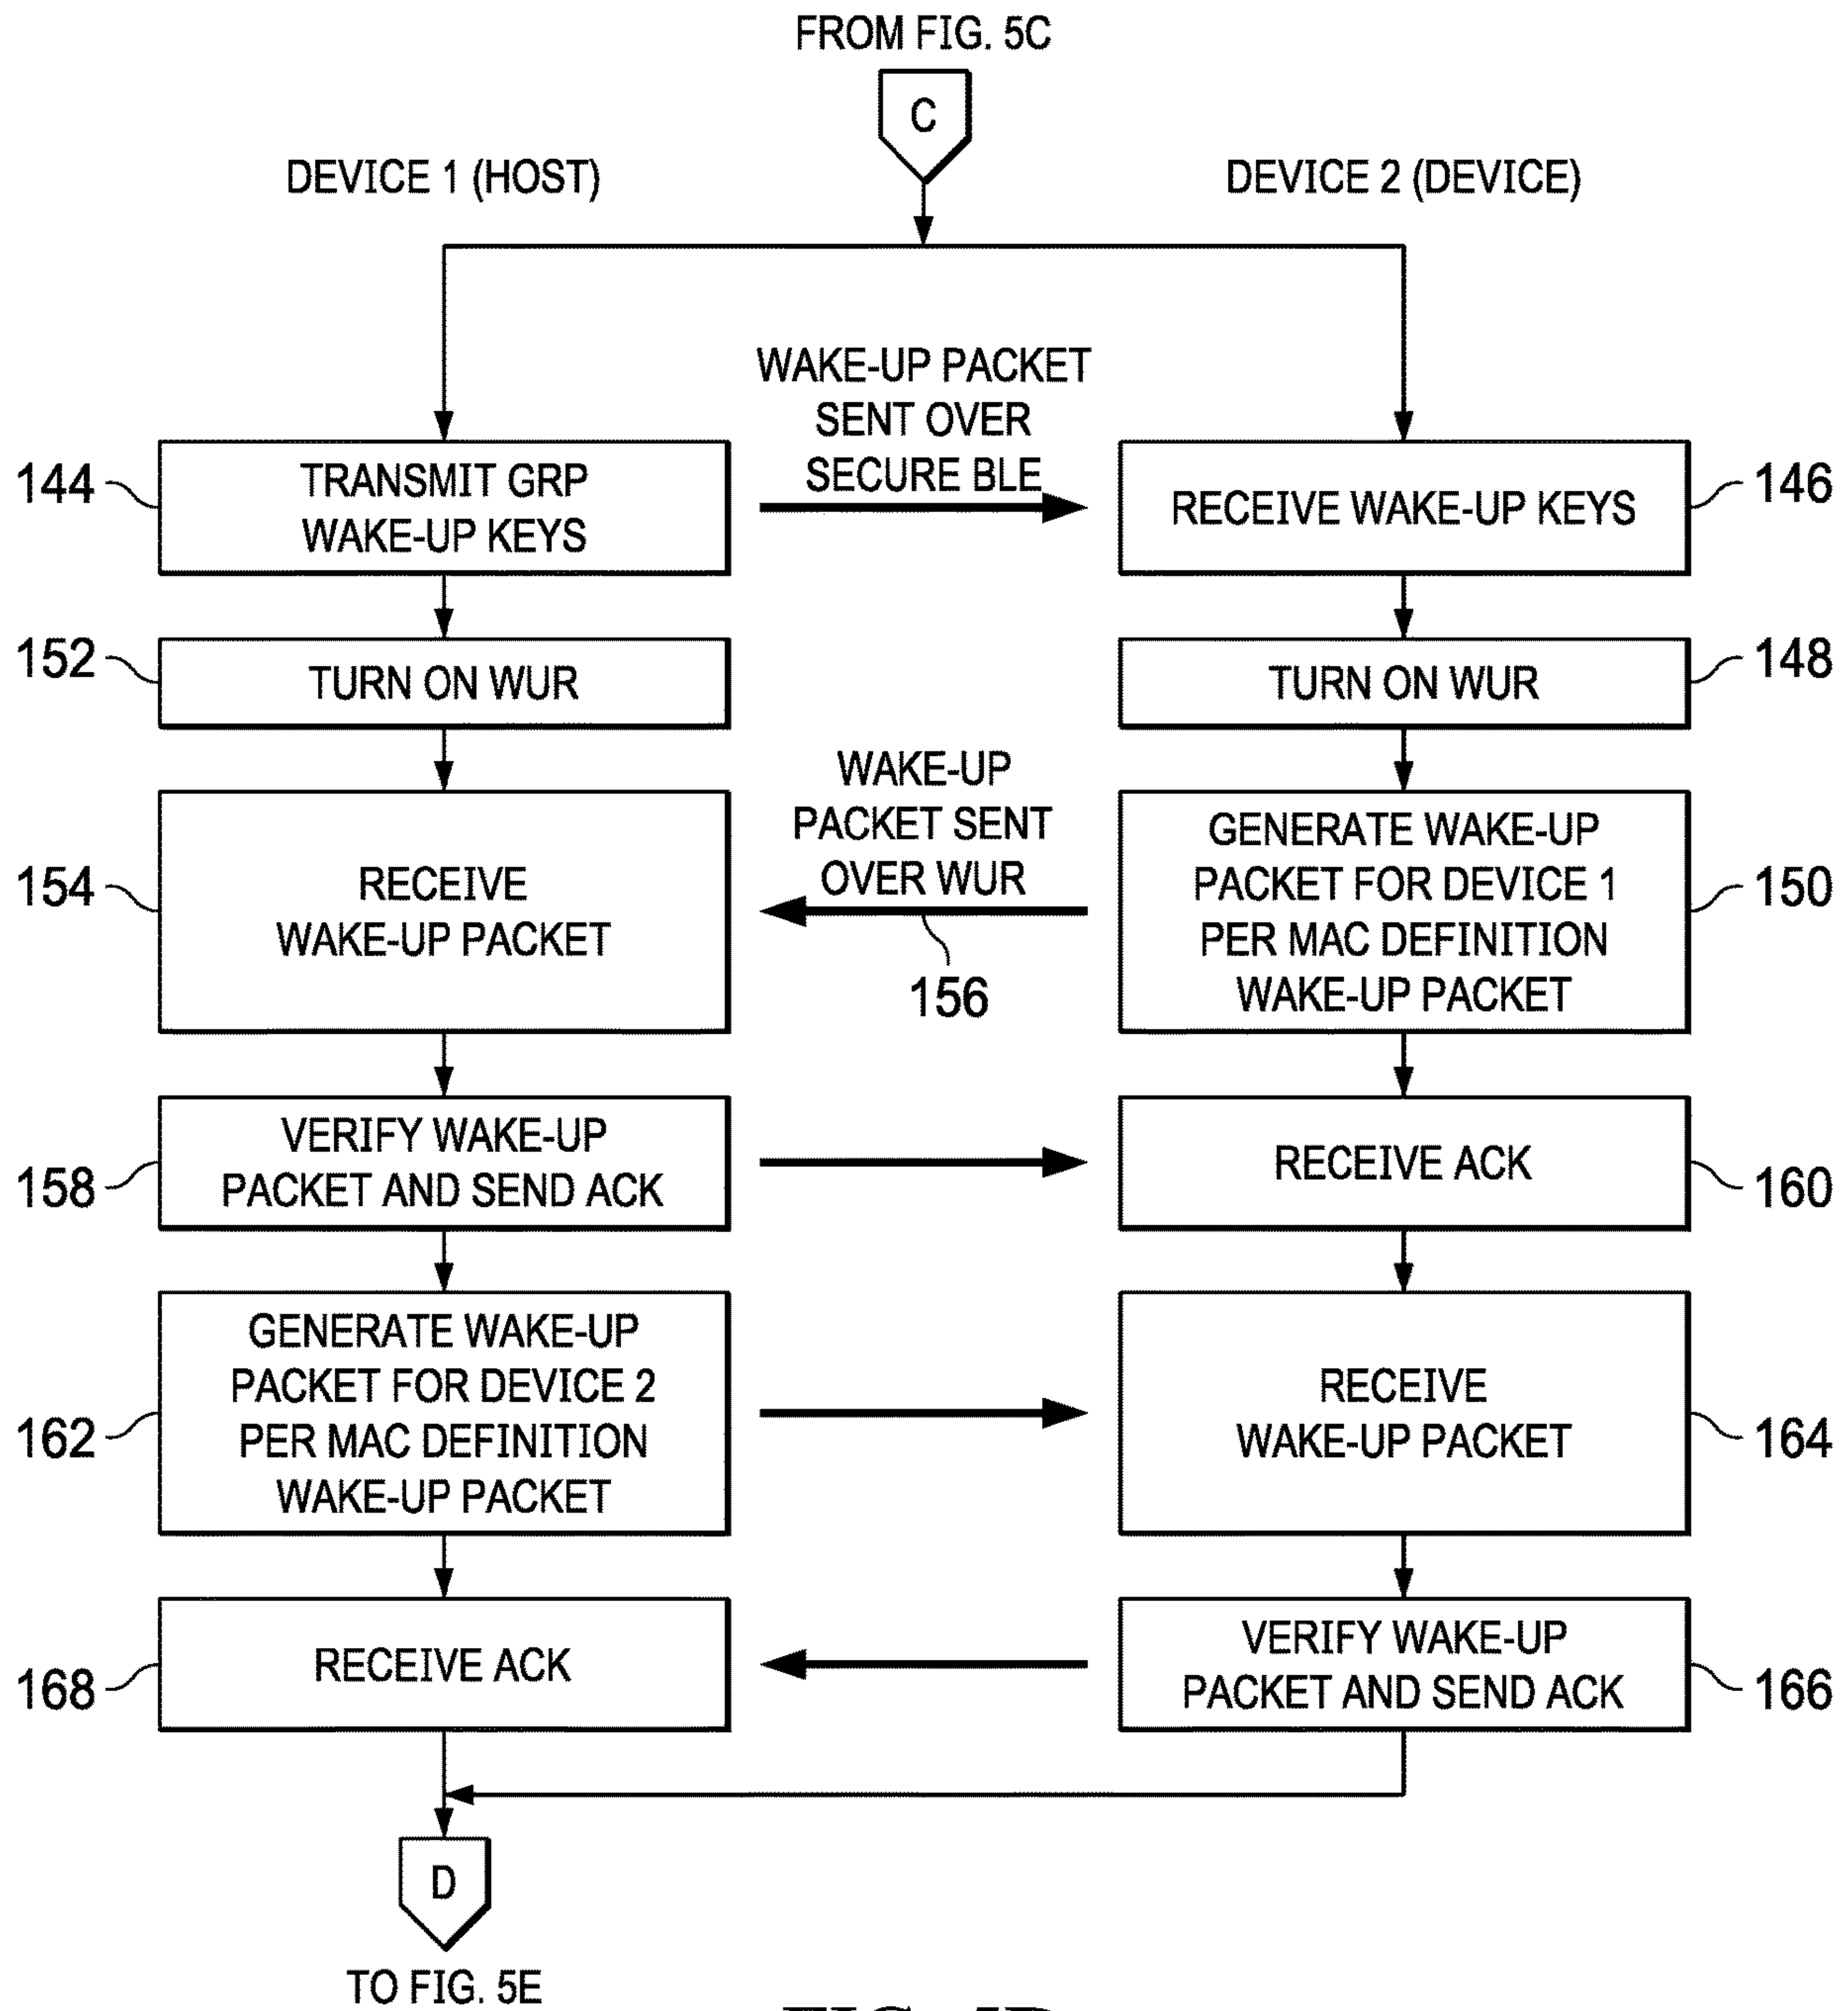 FROM FIG. 5C
C
DEVICE 1 (HOST)
DEVICE 2 (DEVICE)
WAKE-UP PACKET
SENT OVER
SECURE BLE
144
TRANSMIT GRP
WAKE-UP KEYS
RECEIVE WAKE-UP KEYS
146
152
TURN ON WUR
TURN ON WUR
148
154
RECEIVE
WAKE-UP PACKET
WAKE-UP
PACKET SENT
OVER WUR
156
GENERATE WAKE-UP
PACKET FOR DEVICE 1
PER MAC DEFINITION
WAKE-UP PACKET
150
158
VERIFY WAKE-UP
PACKET AND SEND ACK
RECEIVE ACK
160
162
GENERATE WAKE-UP
PACKET FOR DEVICE 2
PER MAC DEFINITION
WAKE-UP PACKET
RECEIVE
WAKE-UP PACKET
164
168
RECEIVE ACK
VERIFY WAKE-UP
PACKET AND SEND ACK
166
D
TO FIG. 5E